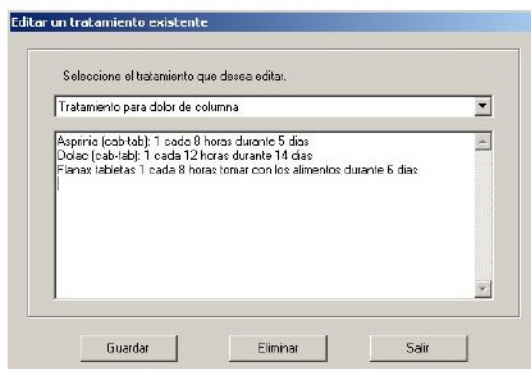 Editar un tratamiento existente
Seleccione el tratamiento que desea editar.
Tratamiento para dolor de columna
Asprinia (cab-tab): 1 cada 8 horas durante 5 dias
Dolac (cab-tab): 1 cada 12 horas durante 14 dias
Flanax tabletas 1 cada 8 horas tomar con los alimentos durante 6 dias
Guardar Eliminar Salir